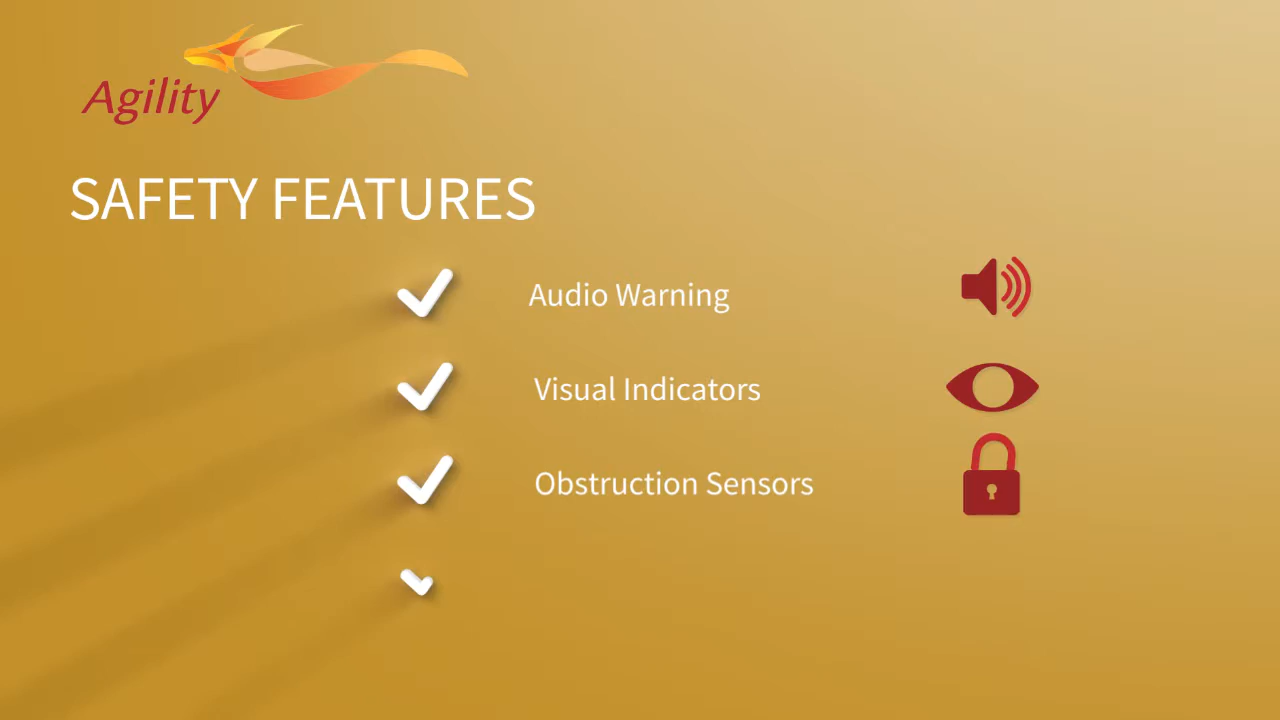 Agility
SAFETY FEATURES
Audio Warning
Visual Indicators
Obstruction Sensors